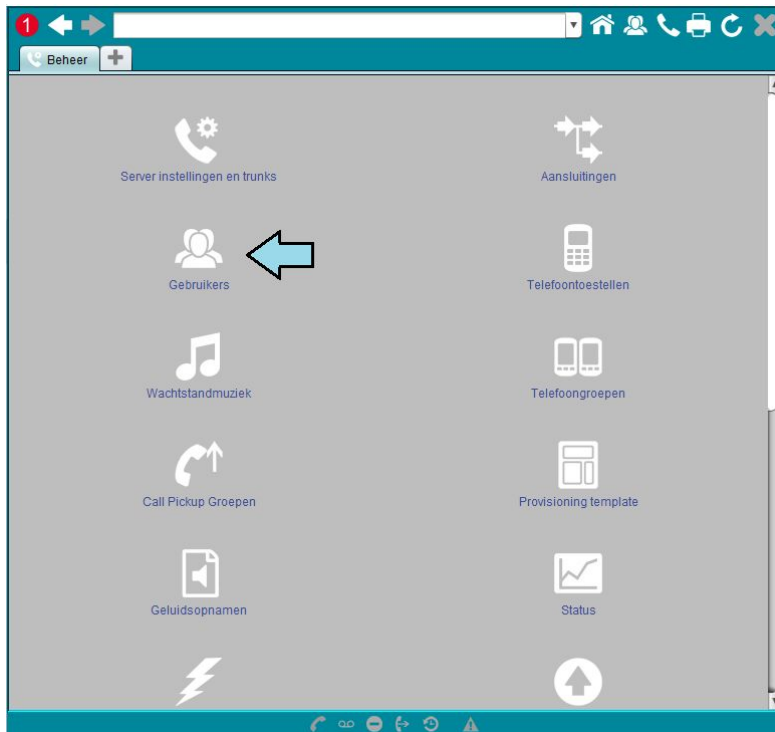 1
Beheer
Server instellingen en trunks
Aansluitingen
Gebruikers
Telefoontoestellen
Wachtstandmuziek
Telefoongroepen
Call Pickup Groepen
Provisioning template
Geluidsopnamen
Status